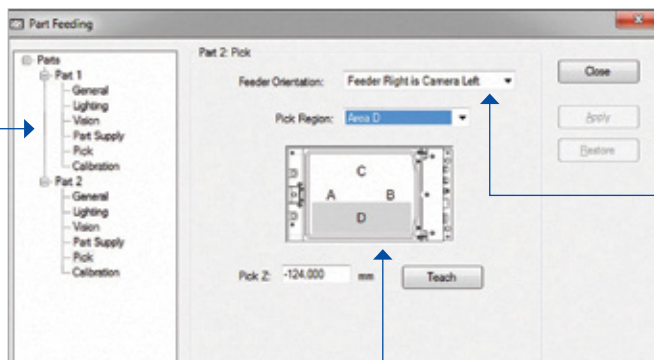 Part Feeding
Parts
Part 1
General
Lighting
Vision
Part Supply
Pick
Calibration
Part 2
General
Lighting
Vision
Part Supply
Pick
Calibration
Part 2: Pick
Feeder Orientation: Feeder Right is Camera Left
Pick Region: Area D
C
A B
D
Pick Z: -124.000 mm Teach
Close
Apply
Restore